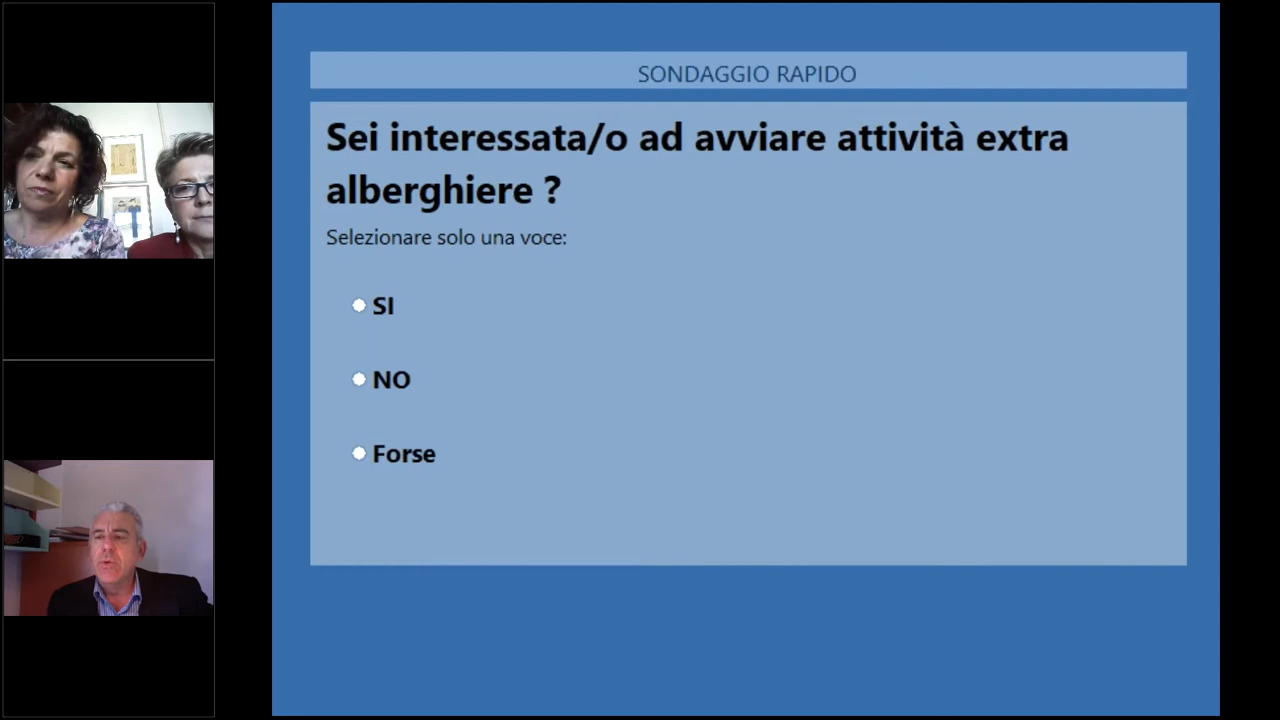 SONDAGGIO RAPIDO
Sei interessata/o ad avviare attività extra
alberghiere ?
Selezionare solo una voce:
SI
NO
Forse